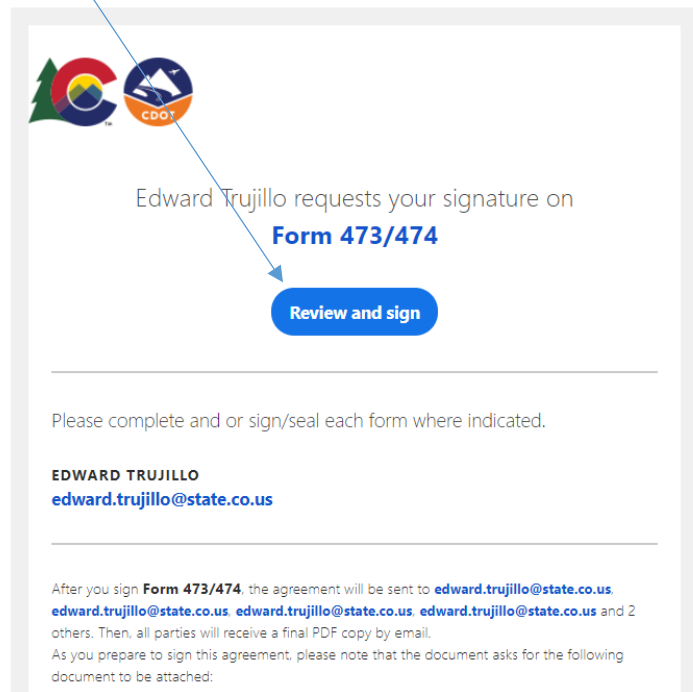 CDOT
TM
Edward Trujillo requests your signature on
Form 473/474
Review and sign
Please complete and or sign/seal each form where indicated.
EDWARD TRUJILLO
edward.trujillo@state.co.us
After you sign Form 473/474, the agreement will be sent to edward.trujillo@state.co.us,
edward.trujillo@state.co.us, edward.trujillo@state.co.us, edward.trujillo@state.co.us and 2
others. Then, all parties will receive a final PDF copy by email.
As you prepare to sign this agreement, please note that the document asks for the following
document to be attached: